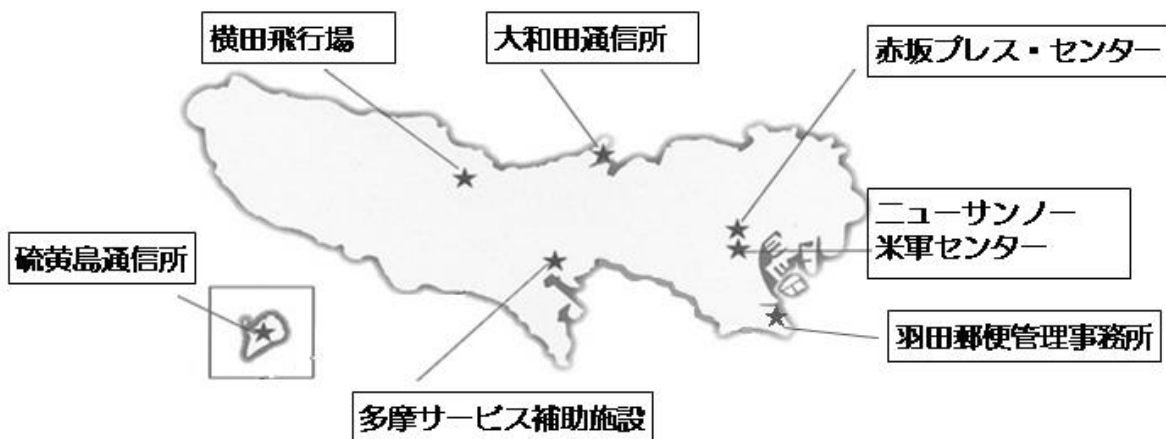 横田飛行場
大和田通信所
赤坂プレス・センター
ニューサンノー
米軍センター
硫黄島通信所
羽田郵便管理事務所
多摩サービス補助施設